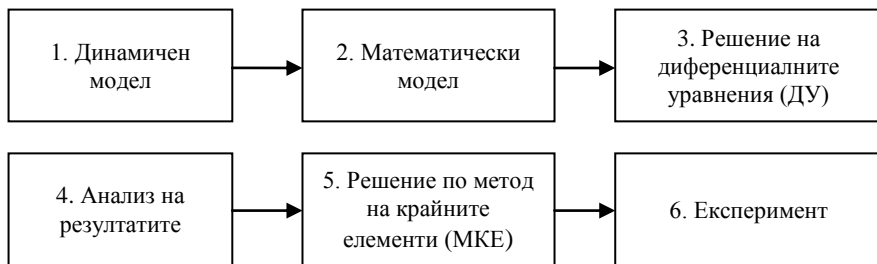 1. Динамичен
модел
2. Математически
модел
3. Решение на
диференциалните
уравнения (ДУ)
4. Анализ на
резултатите
5. Решение по метод
на крайните
елементи (МКЕ)
6. Експеримент